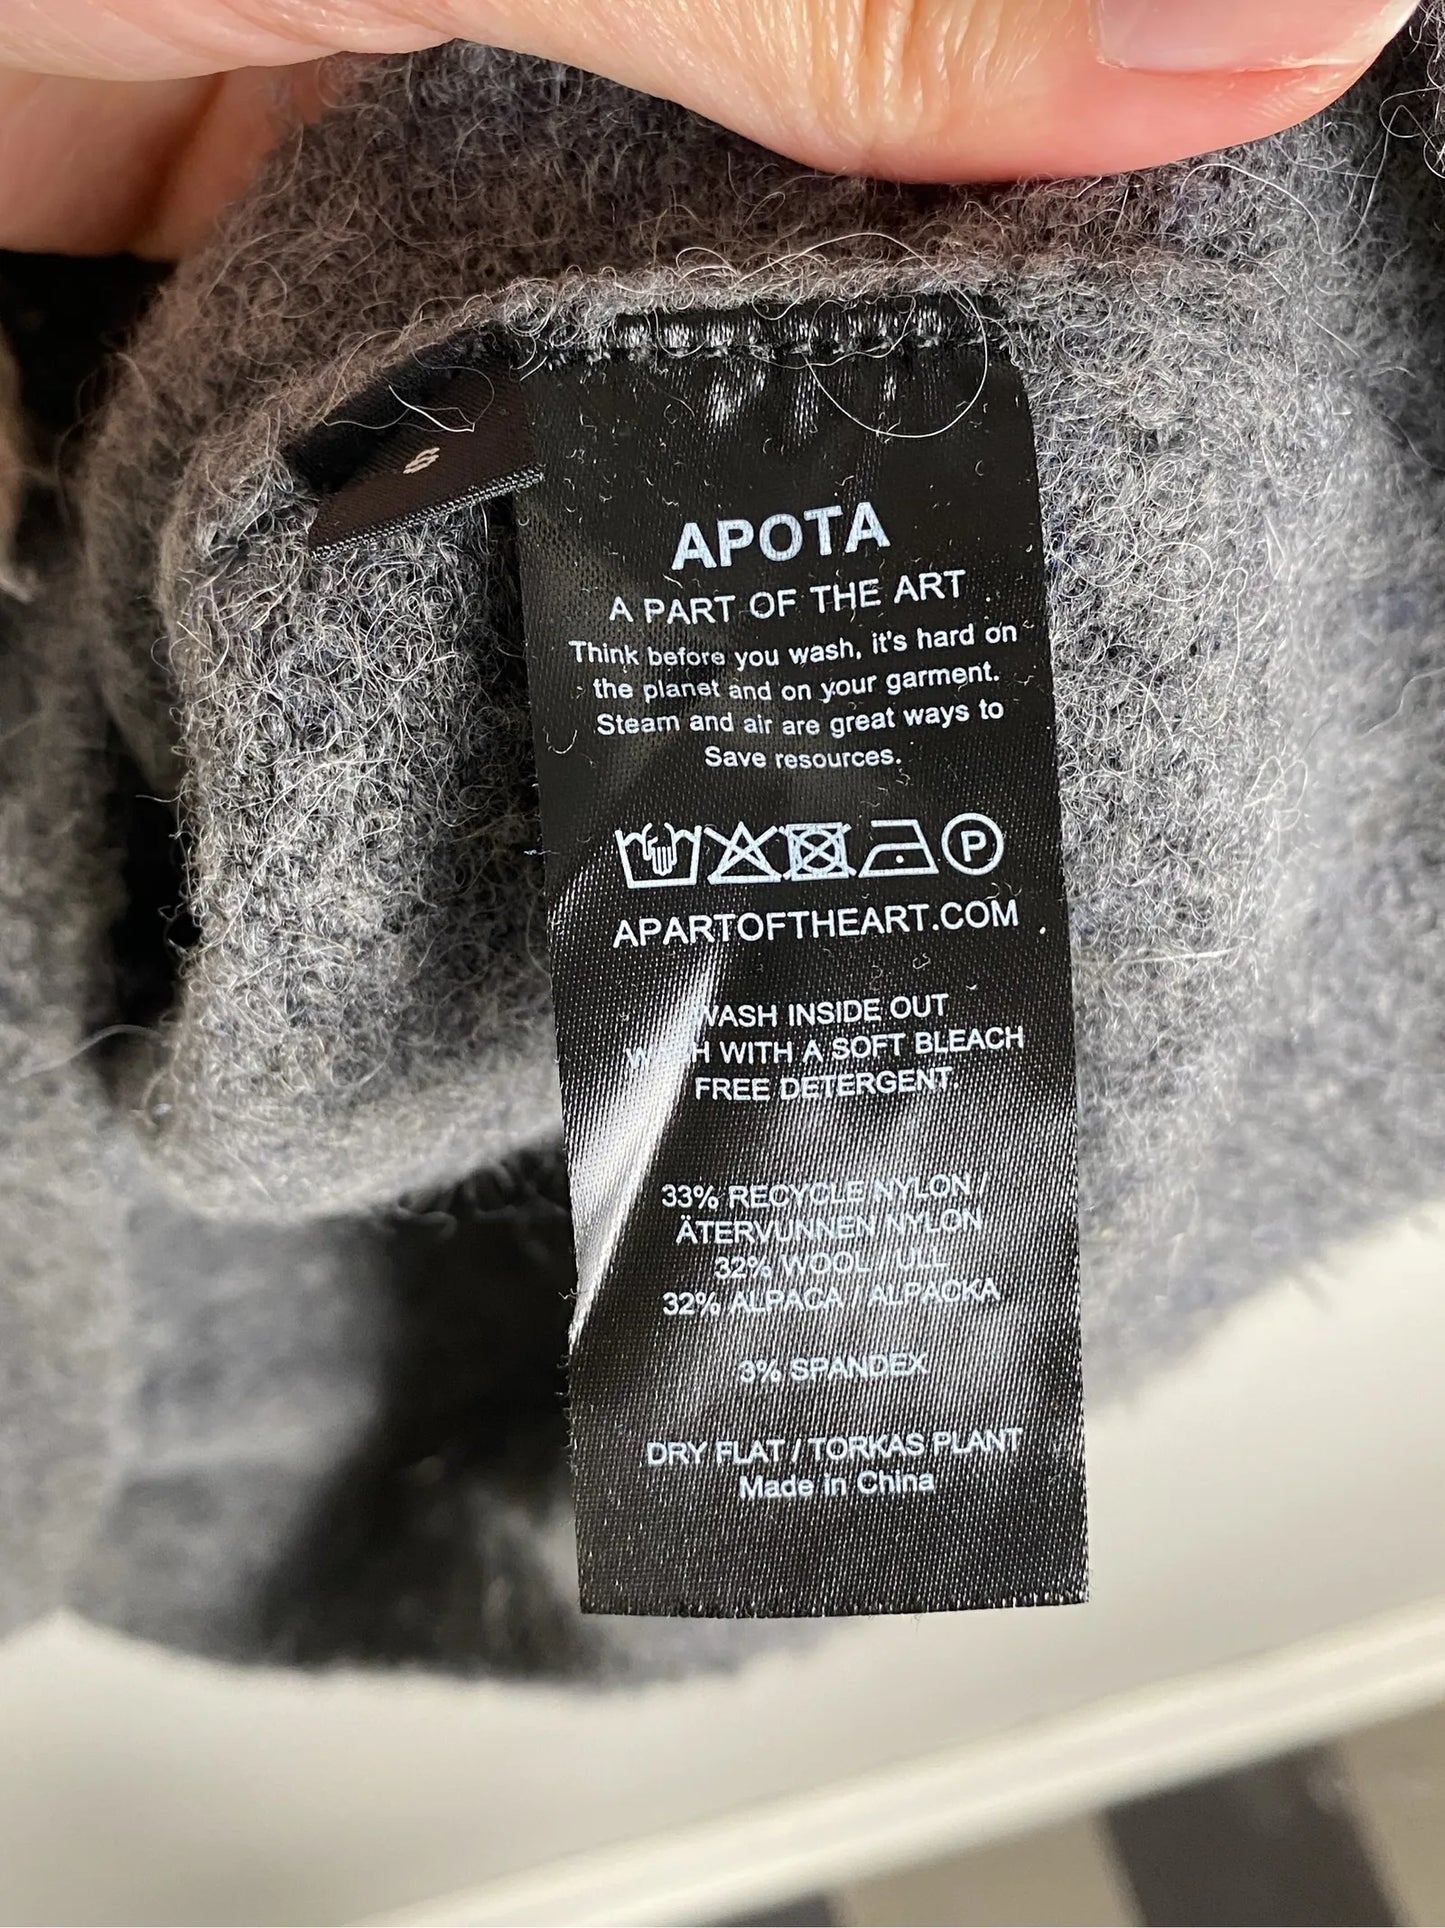 S
APOTA
A PART OF THE ART
Think before you wash, it's hard on
the planet and on your garment.
Steam and air are great ways to
Save resources.
P
APARTOFTHEART.COM
WASH INSIDE OUT
WASH WITH A SOFT BLEACH
FREE DETERGENT.
33% RECYCLE NYLON/
ÅTERVUNNEN NYLON
32% WOOL / ULL
32% ALPACA / ALPACKA
3% SPANDEX
DRY FLAT / TORKAS PLANT
Made in China